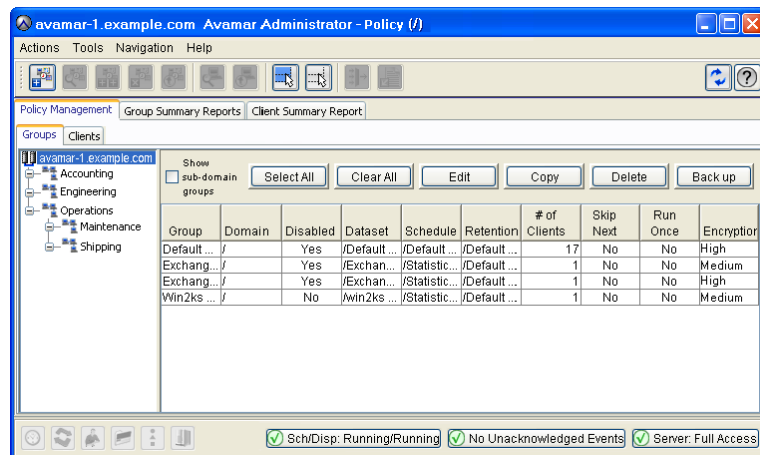 avamar-1.example.com Avamar Administrator - Policy (/)
Actions Tools Navigation Help
Policy Management Group Summary Reports Client Summary Report
Groups Clients
avamar-1.example.com
Accounting
Engineering
Operations
Maintenance
Shipping
Show sub-domain groups Select All Clear All Edit Copy Delete Back up
Group Domain Disabled Dataset Schedule Retention # of Clients Skip Next Run Once Encryption
Default ... / Yes /Default ... /Default ... /Default ... 17 No No High
Exchang... / Yes /Exchan... /Statistic... /Default ... 1 No No Medium
Exchang... / Yes /Exchan... /Statistic... /Default ... 1 No No High
Win2ks ... / No /win2ks ... /Statistic... /Default ... 1 No No Medium
Sch/Disp: Running/Running No Unacknowledged Events Server: Full Access